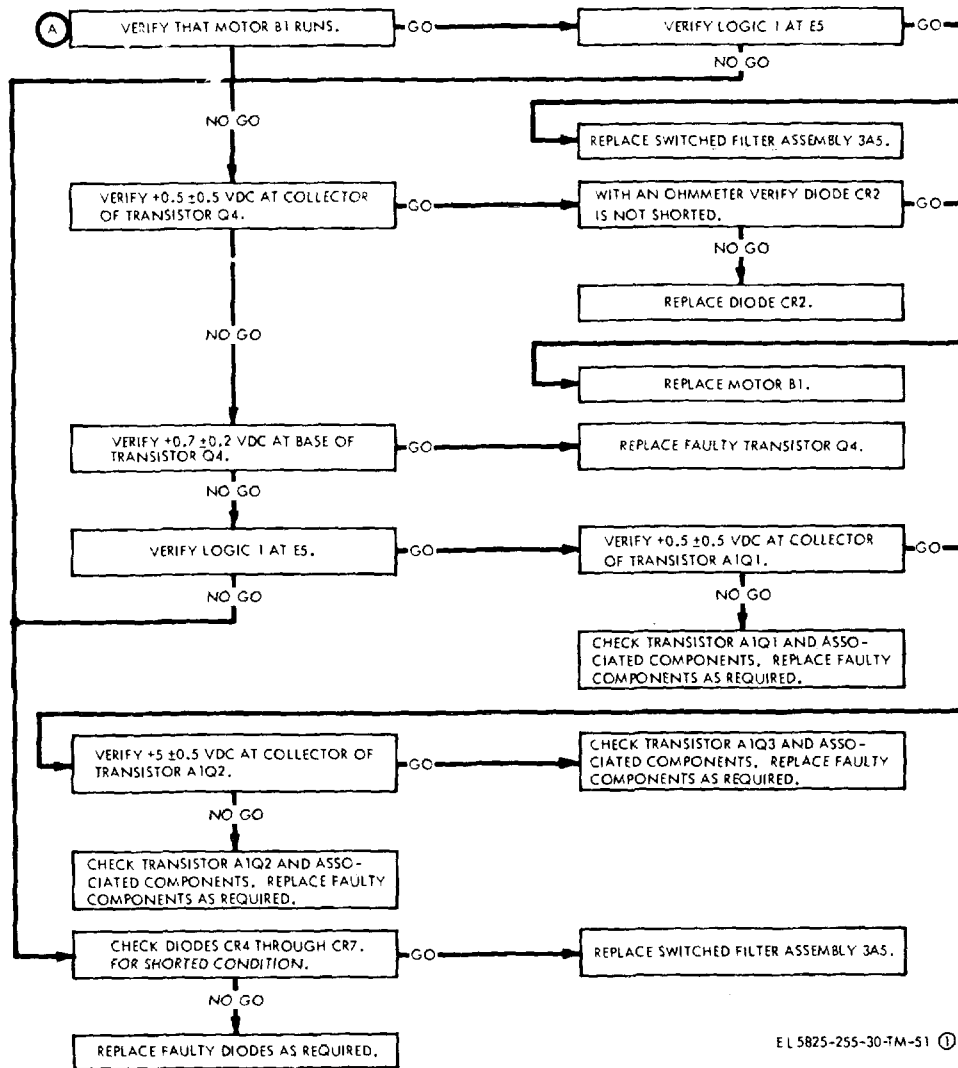 A
VERIFY THAT MOTOR B1 RUNS.
GO
VERIFY LOGIC 1 AT E5
GO
NO GO
NO GO
REPLACE SWITCHED FILTER ASSEMBLY 3A5.
VERIFY +0.5 ±0.5 VDC AT COLLECTOR
OF TRANSISTOR Q4.
GO
WITH AN OHMMETER VERIFY DIODE CR2
IS NOT SHORTED.
GO
NO GO
REPLACE DIODE CR2.
NO GO
REPLACE MOTOR B1.
VERIFY +0.7 ±0.2 VDC AT BASE OF
TRANSISTOR Q4.
GO
REPLACE FAULTY TRANSISTOR Q4.
NO GO
VERIFY LOGIC 1 AT E5.
GO
VERIFY +0.5 ±0.5 VDC AT COLLECTOR
OF TRANSISTOR A1Q1.
GO
NO GO
NO GO
CHECK TRANSISTOR A1Q1 AND ASSO-
CIATED COMPONENTS. REPLACE FAULTY
COMPONENTS AS REQUIRED.
VERIFY +5 ±0.5 VDC AT COLLECTOR OF
TRANSISTOR A1Q2.
GO
CHECK TRANSISTOR A1Q3 AND ASSO-
CIATED COMPONENTS. REPLACE FAULTY
COMPONENTS AS REQUIRED.
NO GO
CHECK TRANSISTOR A1Q2 AND ASSO-
CIATED COMPONENTS. REPLACE FAULTY
COMPONENTS AS REQUIRED.
CHECK DIODES CR4 THROUGH CR7.
FOR SHORTED CONDITION.
GO
REPLACE SWITCHED FILTER ASSEMBLY 3A5.
NO GO
REPLACE FAULTY DIODES AS REQUIRED.
EL 5825-255-30-TM-51 ①